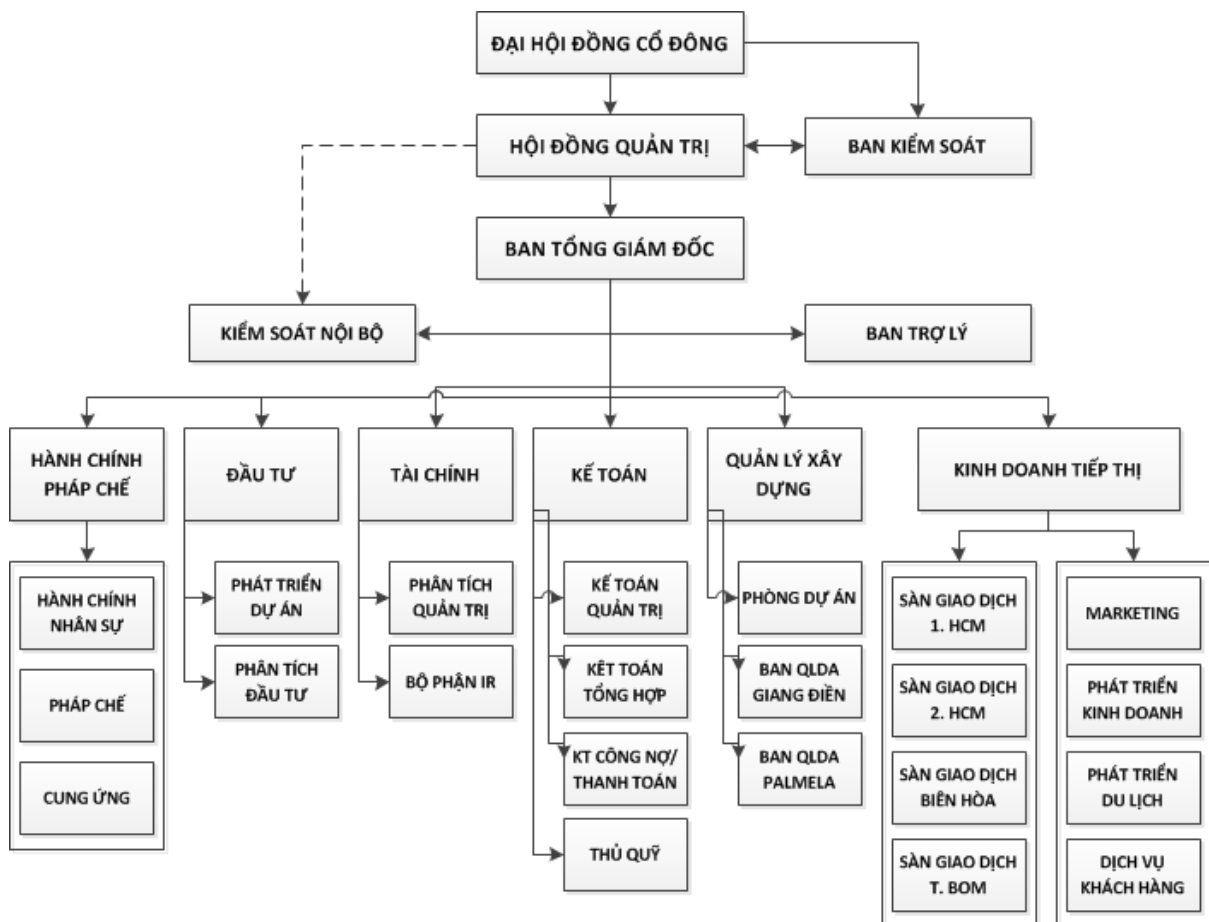 ĐẠI HỘI ĐỒNG CỔ ĐÔNG
HỘI ĐỒNG QUẢN TRỊ
BAN KIỂM SOÁT
BAN TỔNG GIÁM ĐỐC
KIỂM SOÁT NỘI BỘ
BAN TRỢ LÝ
HÀNH CHÍNH
PHÁP CHẾ
ĐẦU TƯ
TÀI CHÍNH
KẾ TOÁN
QUẢN LÝ XÂY
DỰNG
KINH DOANH TIẾP THỊ
HÀNH CHÍNH
NHÂN SỰ
PHÁP CHẾ
CUNG ỨNG
PHÁT TRIỂN
DỰ ÁN
PHÂN TÍCH
ĐẦU TƯ
PHÂN TÍCH
QUẢN TRỊ
BỘ PHẬN IR
KẾ TOÁN
QUẢN TRỊ
KẾT TOÁN
TỔNG HỢP
KT CÔNG NỢ/
THANH TOÁN
THỦ QUỸ
PHÒNG DỰ ÁN
BAN QLDA
GIANG ĐIỀN
BAN QLDA
PALMELA
SÀN GIAO DỊCH
1. HCM
SÀN GIAO DỊCH
2. HCM
SÀN GIAO DỊCH
BIÊN HÒA
SÀN GIAO DỊCH
T. BOM
MARKETING
PHÁT TRIỂN
KINH DOANH
PHÁT TRIỂN
DU LỊCH
DỊCH VỤ
KHÁCH HÀNG